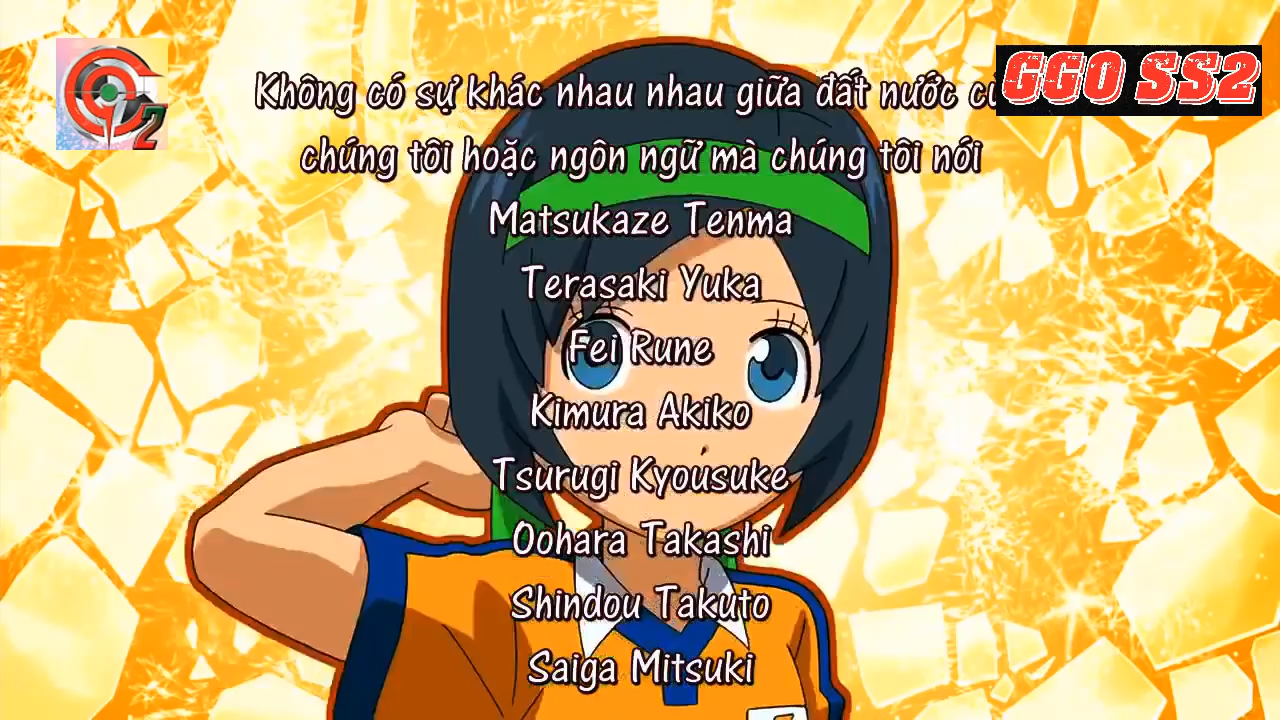 GGO SS2
2
Không có sự khác nhau nhau giữa đất nước
chúng tôi hoặc ngôn ngữ mà chúng tôi nói
Matsukaze Tenma
Terasaki Yuka
Fei Rune
Kimura Akiko
Tsurugi Kyousuke
Oohara Takashi
Shindou Takuto
Saiga Mitsuki